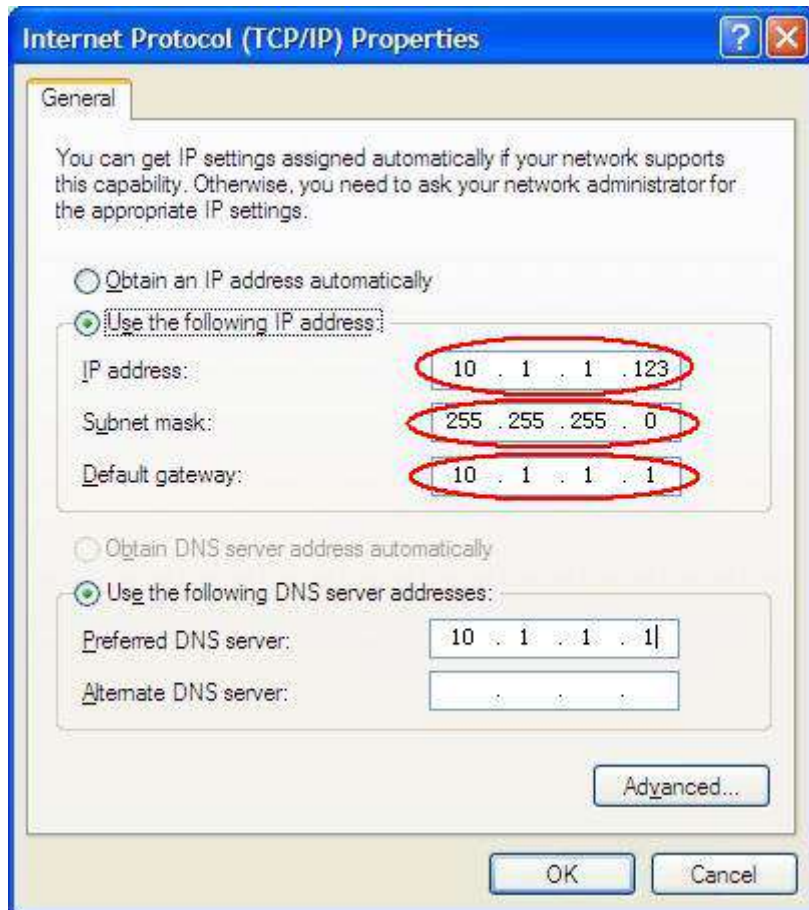 Internet Protocol (TCP/IP) Properties
General
You can get IP settings assigned automatically if your network supports
this capability. Otherwise, you need to ask your network administrator for
the appropriate IP settings.
Obtain an IP address automatically
Use the following IP address:
IP address: 10 . 1 . 1 . 123
Subnet mask: 255 . 255 . 255 . 0
Default gateway: 10 . 1 . 1 . 1
Obtain DNS server address automatically
Use the following DNS server addresses:
Preferred DNS server: 10 . 1 . 1 . 1
Alternate DNS server: . . .
Advanced...
OK Cancel